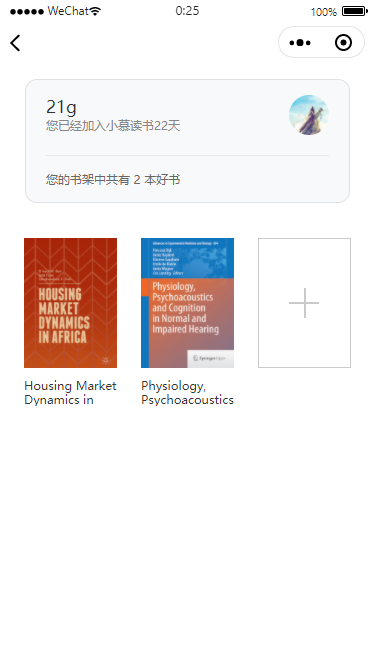 WeChat
0:25
100%
21g
您已经加入小慕读书22天
您的书架中共有 2 本好书
HOUSING
MARKET
DYNAMICS
IN AFRICA
Physiology,
Psychoacoustics
and Cognition
in Normal and
Impaired Hearing
Springer Open
Housing Market
Dynamics in
Physiology,
Psychoacoustics